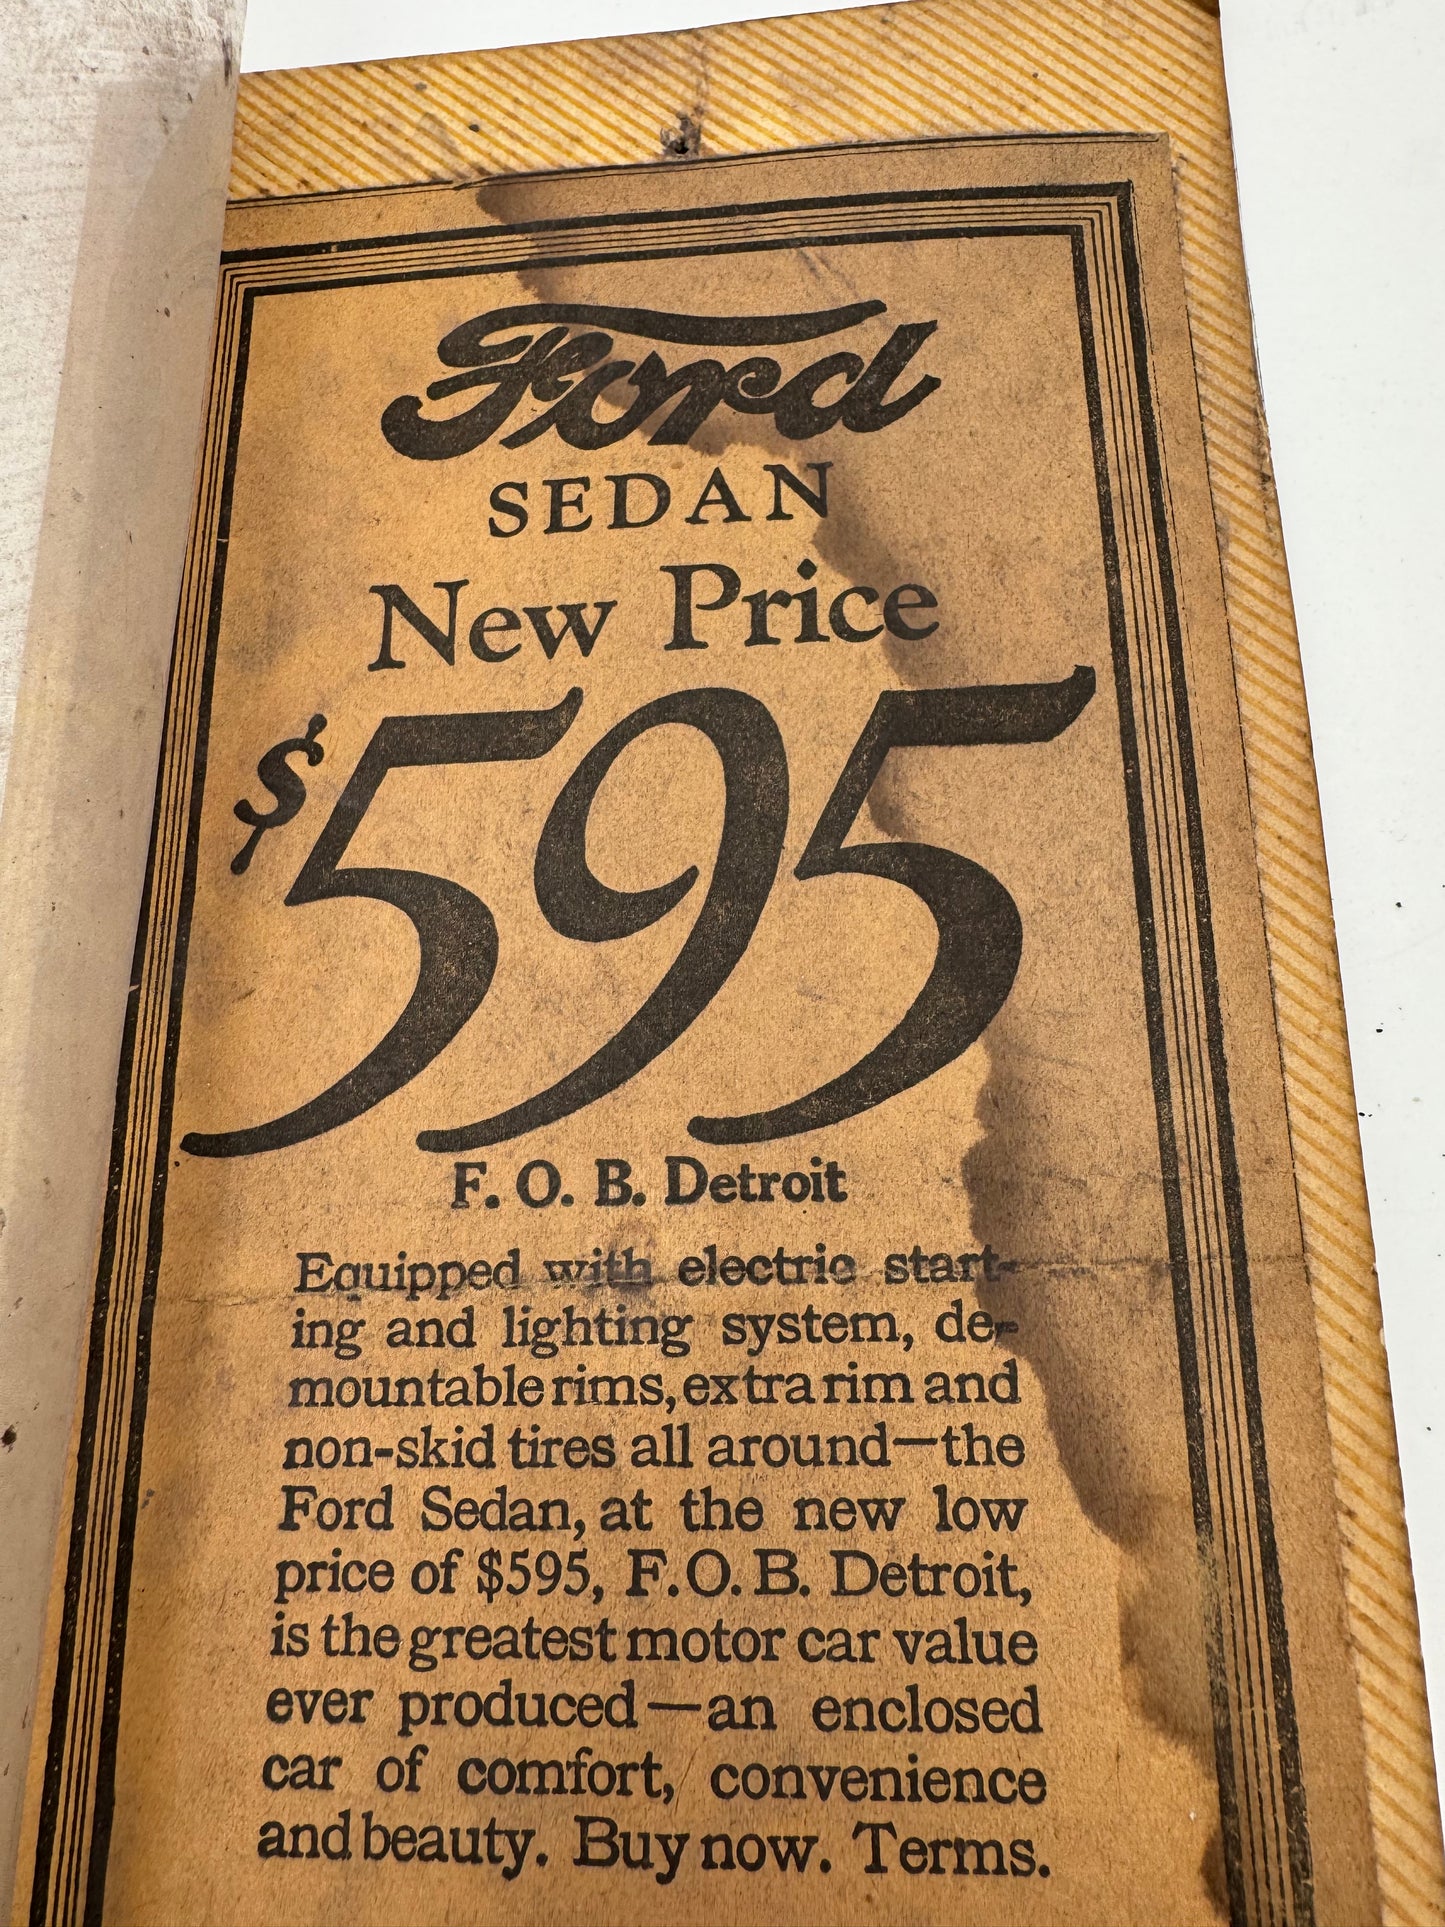 Ford
SEDAN
New Price
$595
F. O. B. Detroit
Equipped with electric start-
ing and lighting system, de-
mountable rims, extra rim and
non-skid tires all around—the
Ford Sedan, at the new low
price of $595, F.O.B. Detroit,
is the greatest motor car value
ever produced—an enclosed
car of comfort, convenience
and beauty. Buy now. Terms.